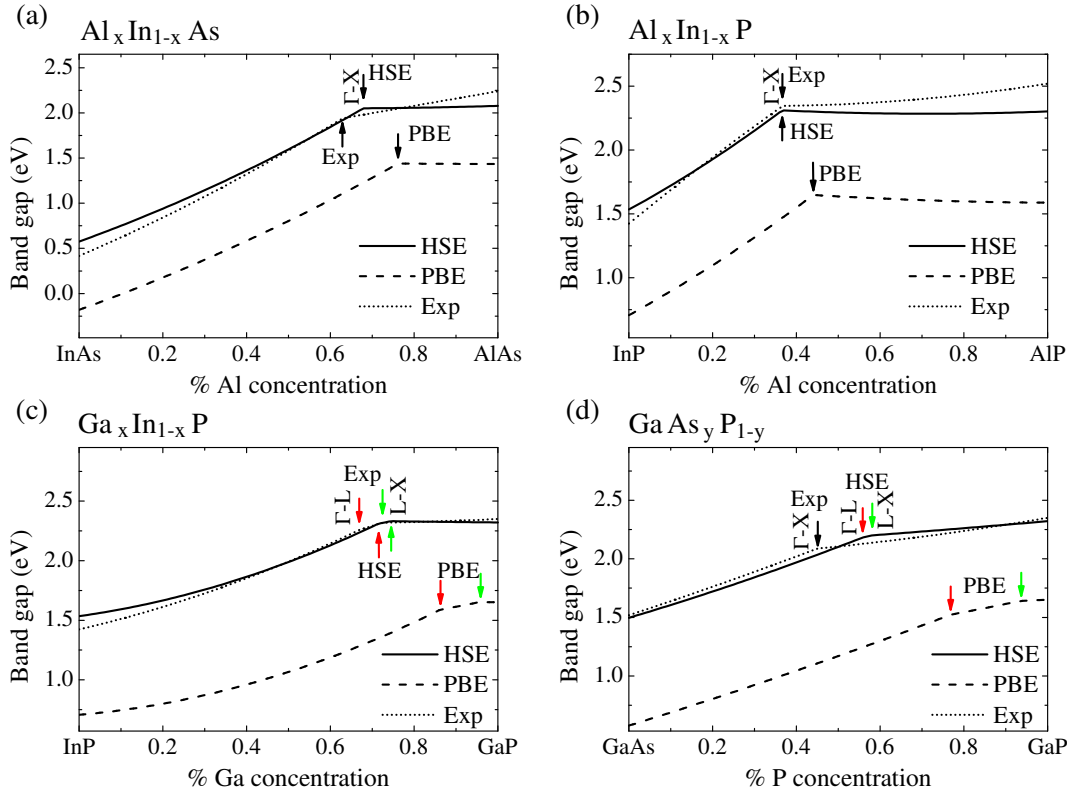 (a) Al x In 1-x As
2.5
2.0
1.5
1.0
0.5
0.0
Band gap (eV)
Γ-X
HSE
Exp
PBE
HSE
PBE
Exp
InAs 0.2 0.4 0.6 0.8 AlAs
% Al concentration
(b) Al x In 1-x P
2.5
2.0
1.5
1.0
Band gap (eV)
Γ-X
Exp
HSE
PBE
HSE
PBE
Exp
InP 0.2 0.4 0.6 0.8 AlP
% Al concentration
(c) Ga x In 1-x P
2.5
2.0
1.5
1.0
Band gap (eV)
Exp
Γ-L
L-X
HSE
PBE
HSE
PBE
Exp
InP 0.2 0.4 0.6 0.8 GaP
% Ga concentration
(d) Ga As y P 1-y
2.5
2.0
1.5
1.0
Band gap (eV)
HSE
Exp
Γ-X
Γ-L
L-X
PBE
HSE
PBE
Exp
GaAs 0.2 0.4 0.6 0.8 GaP
% P concentration